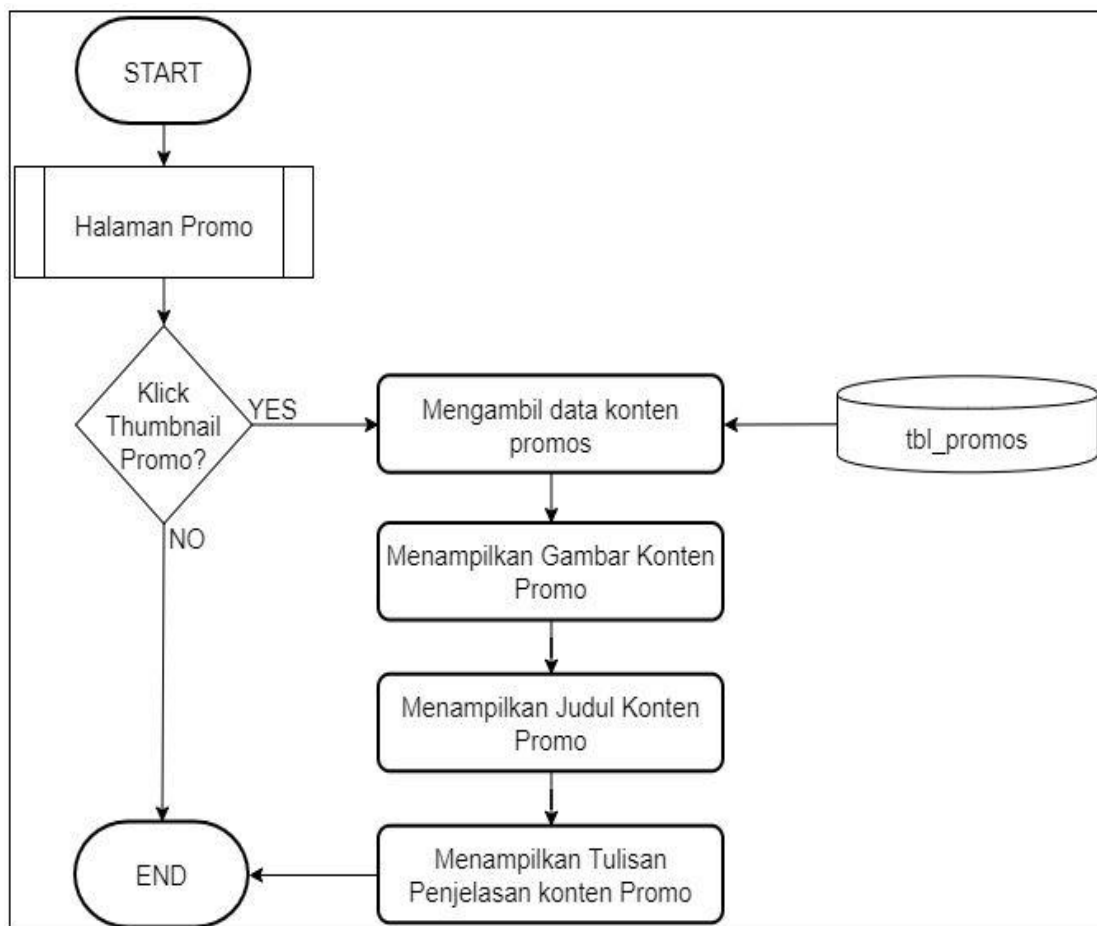 START
Halaman Promo
Klick
Thumbnail
Promo?
YES
NO
Mengambil data konten
promos
tbl_promos
Menampilkan Gambar Konten
Promo
Menampilkan Judul Konten
Promo
Menampilkan Tulisan
Penjelasan konten Promo
END